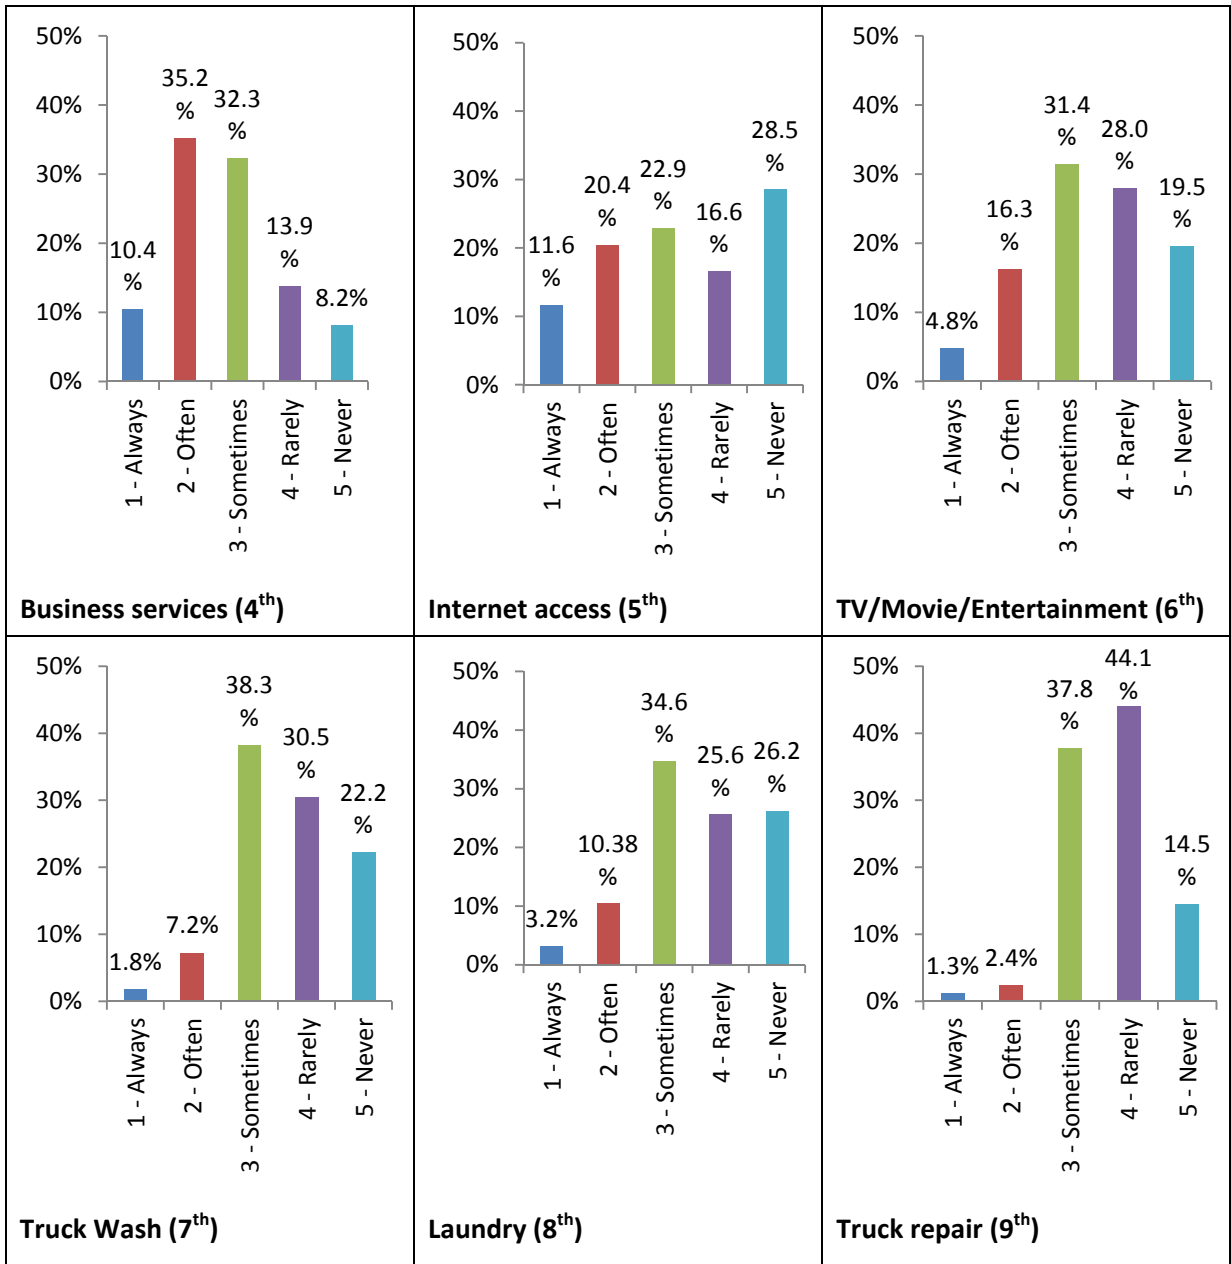 50%
40%
30%
20%
10%
0%
10.4
%
35.2
%
32.3
%
13.9
%
8.2%
1 - Always
2 - Often
3 - Sometimes
4 - Rarely
5 - Never
Business services (4th)
50%
40%
30%
20%
10%
0%
11.6
%
20.4
%
22.9
%
16.6
%
28.5
%
1 - Always
2 - Often
3 - Sometimes
4 - Rarely
5 - Never
Internet access (5th)
50%
40%
30%
20%
10%
0%
4.8%
16.3
%
31.4
%
28.0
%
19.5
%
1 - Always
2 - Often
3 - Sometimes
4 - Rarely
5 - Never
TV/Movie/Entertainment (6th)
50%
40%
30%
20%
10%
0%
1.8%
7.2%
38.3
%
30.5
%
22.2
%
1 - Always
2 - Often
3 - Sometimes
4 - Rarely
5 - Never
Truck Wash (7th)
50%
40%
30%
20%
10%
0%
3.2%
10.38
%
34.6
%
25.6
%
26.2
%
1 - Always
2 - Often
3 - Sometimes
4 - Rarely
5 - Never
Laundry (8th)
50%
40%
30%
20%
10%
0%
1.3%
2.4%
37.8
%
44.1
%
14.5
%
1 - Always
2 - Often
3 - Sometimes
4 - Rarely
5 - Never
Truck repair (9th)